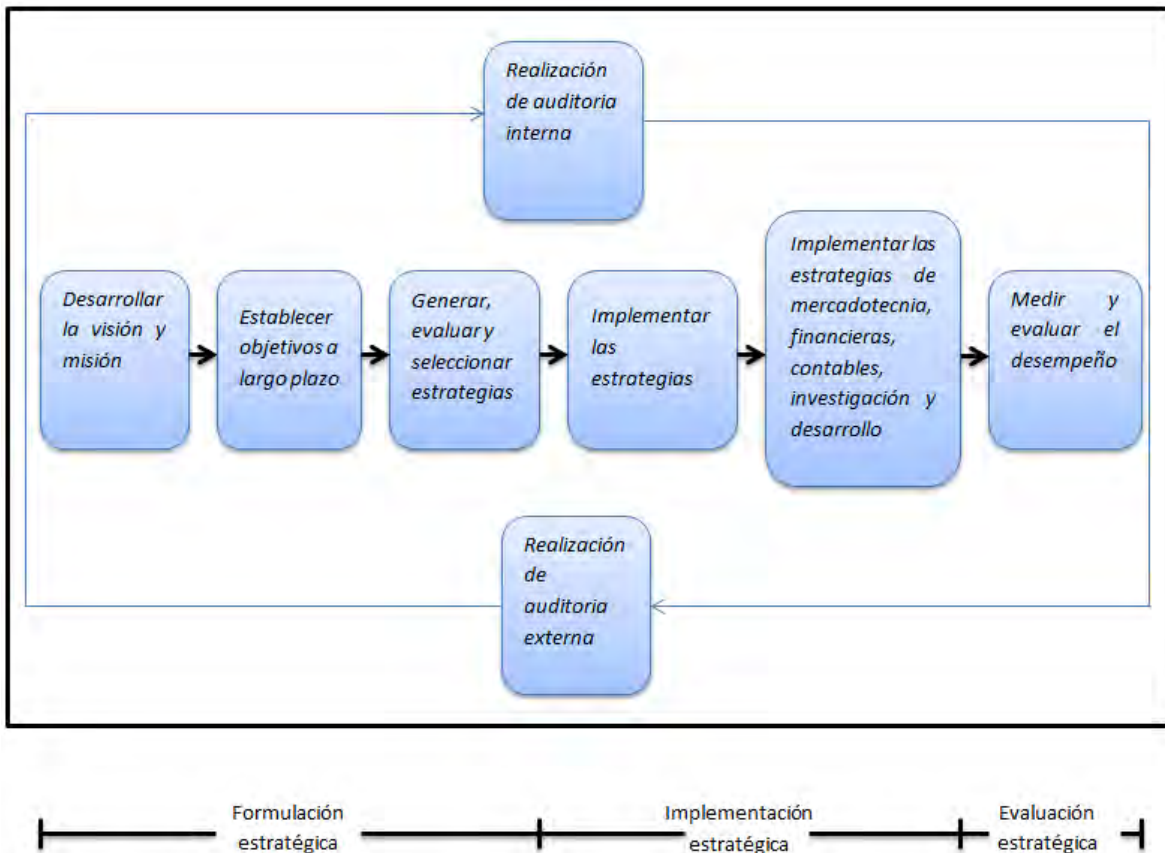 Realización
de auditoria
interna
Desarrollar
la visión y
misión
Establecer
objetivos a
largo plazo
Generar,
evaluar y
seleccionar
estrategias
Implementar
las
estrategias
Implementar las
estrategias de
mercadotecnia,
financieras,
contables,
investigación y
desarrollo
Medir y
evaluar el
desempeño
Realización
de
auditoria
externa
Formulación
estratégica
Implementación
estratégica
Evaluación
estratégica